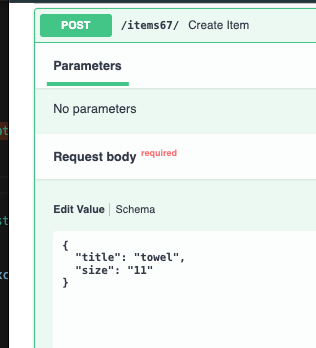 POST /items67/ Create Item
Parameters
No parameters
Request body required
Edit Value Schema
{
"title": "towel",
"size": "11"
}